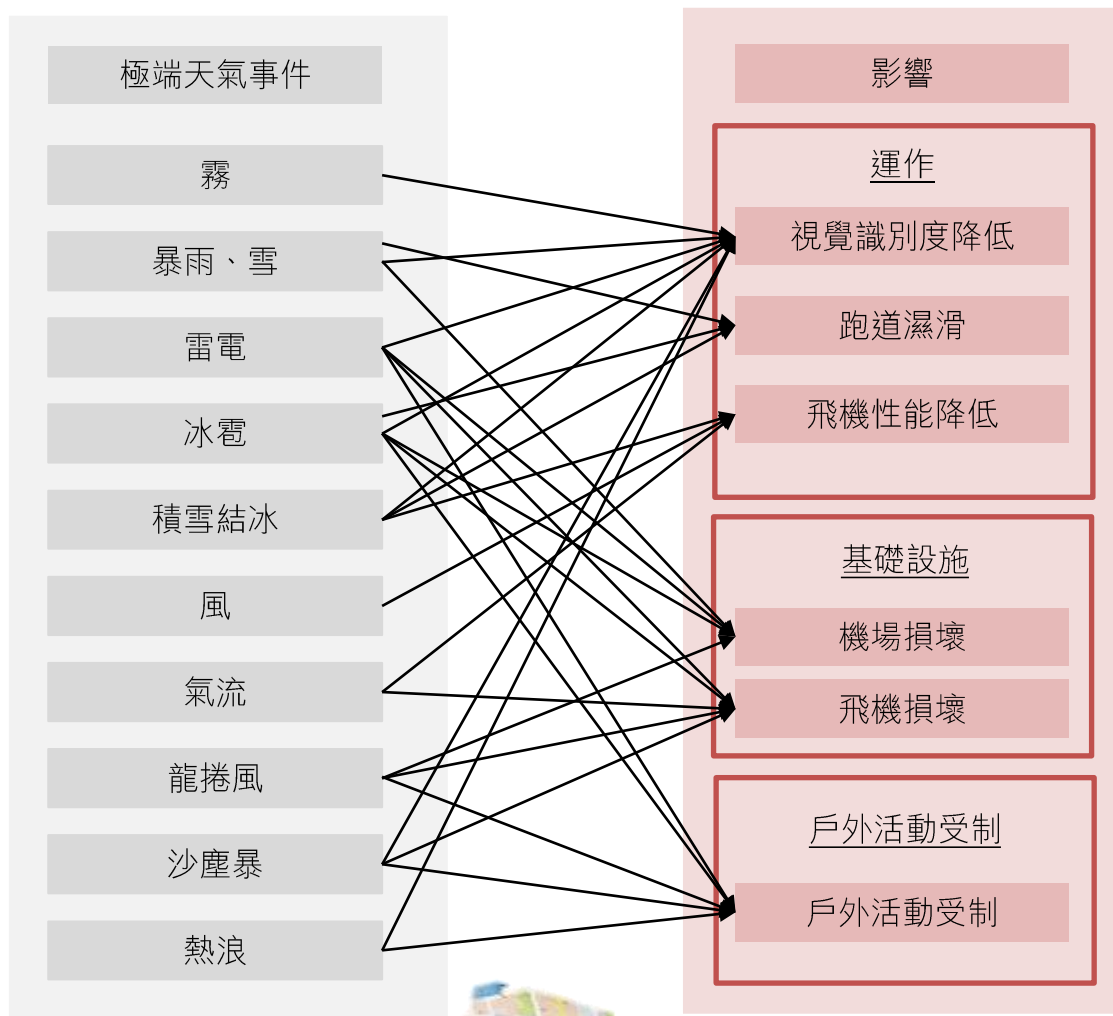 極端天氣事件
霧
暴雨、雪
雷電
冰雹
積雪結冰
風
氣流
龍捲風
沙塵暴
熱浪
影響
運作
視覺識別度降低
跑道濕滑
飛機性能降低
基礎設施
機場損壞
飛機損壞
戶外活動受制
戶外活動受制